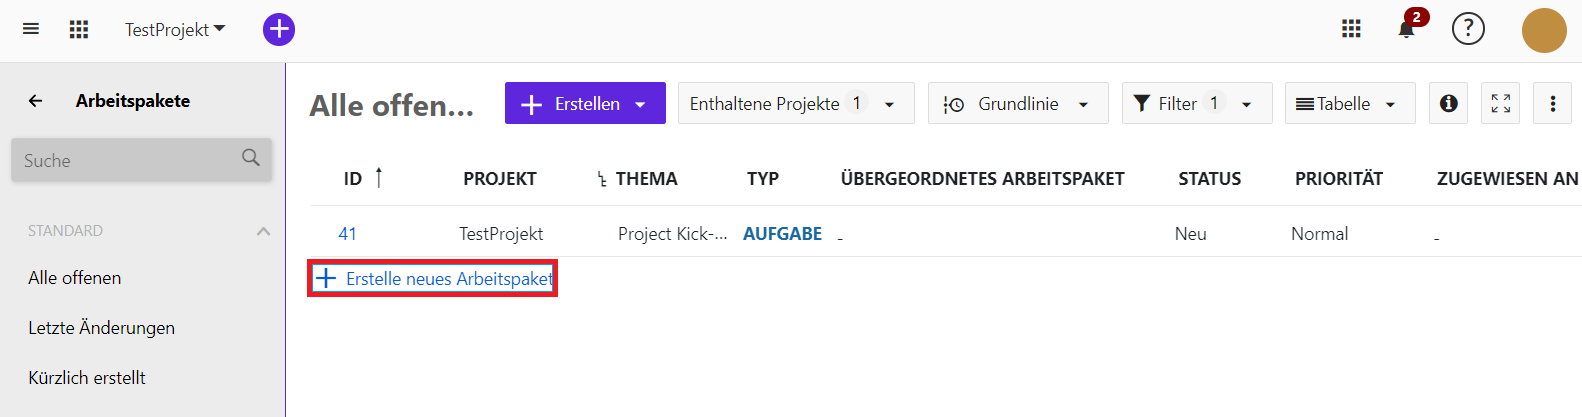 TestProjekt
2
?
Arbeitspakete
Suche
STANDARD
Alle offenen
Letzte Änderungen
Kürzlich erstellt
Alle offen...
Erstellen
Enthaltene Projekte 1
Grundlinie
Filter 1
Tabelle
ID PROJEKT THEMA TYP ÜBERGEORDNETES ARBEITSPAKET STATUS PRIORITÄT ZUGEWIESEN AN
41 TestProjekt Project Kick-... AUFGABE - Neu Normal -
Erstelle neues Arbeitspaket